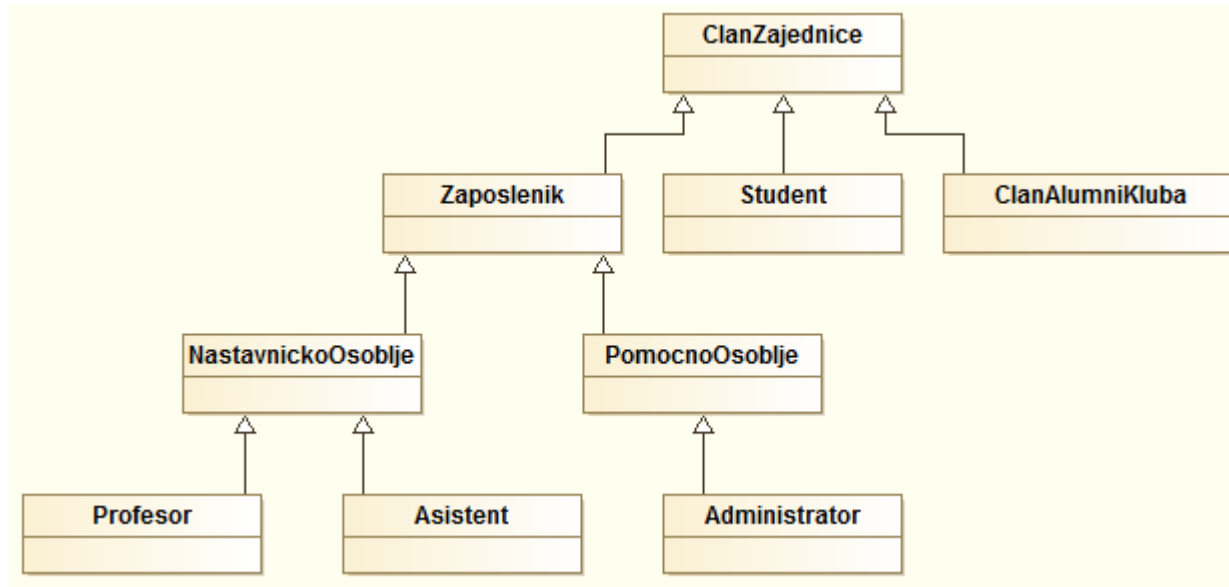 ClanZajednice
Zaposlenik
Student
ClanAlumniKluba
NastavnickoOsoblje
PomocnoOsoblje
Profesor
Asistent
Administrator